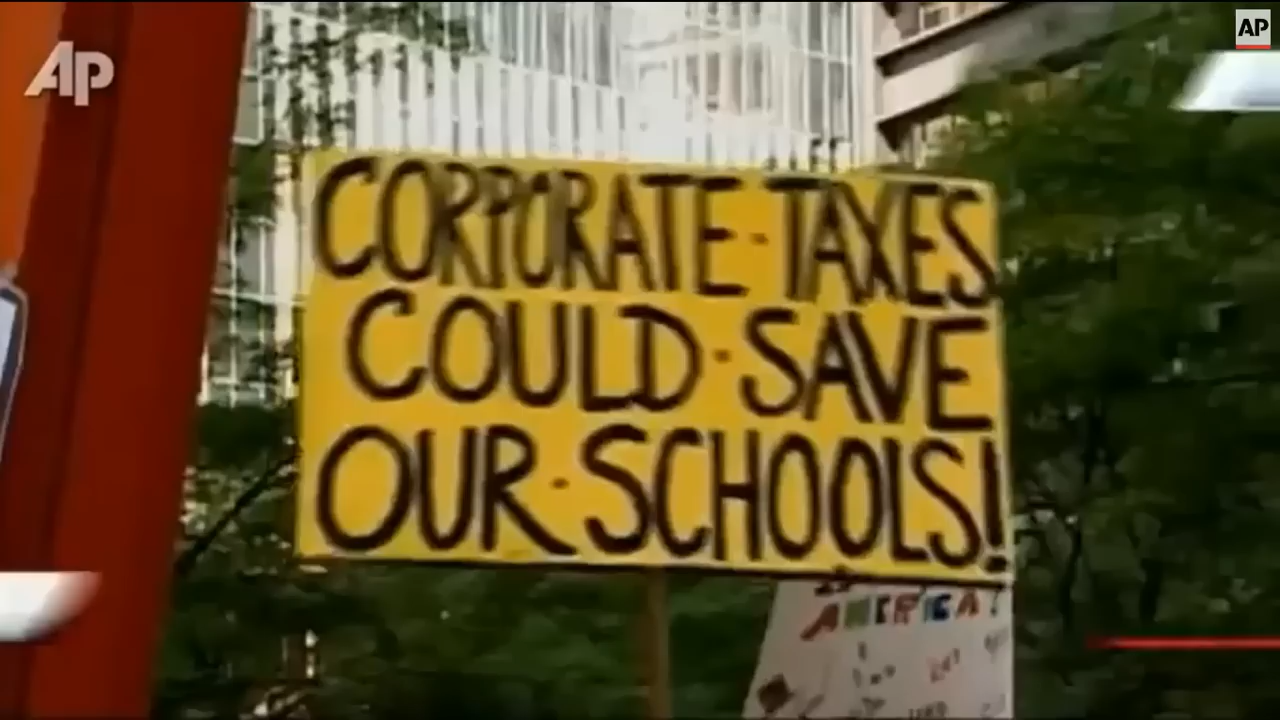 AP
AP
CORPORATE-TAXES
COULD-SAVE
OUR-SCHOOLS!
AMERICA!